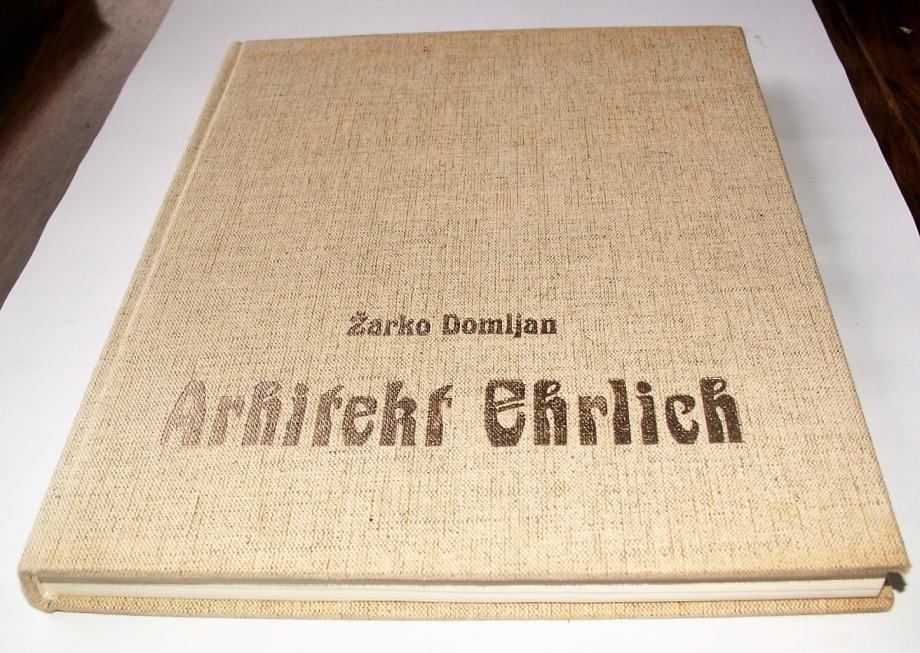 Žarko Domljan
Arhitekt Ehrlich